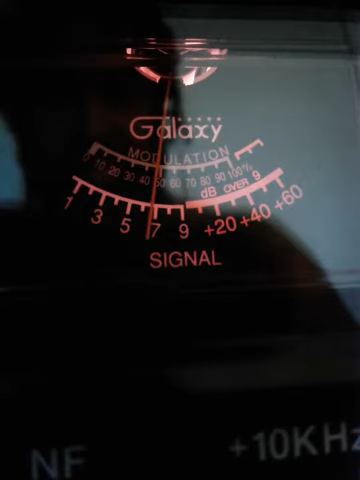 Galaxy
MODULATION
0 10 20 30 40 50 60 70 80 90 100%
dB OVER 9
1 3 5 7 9 +20 +40 +60
SIGNAL
NF +10KHz